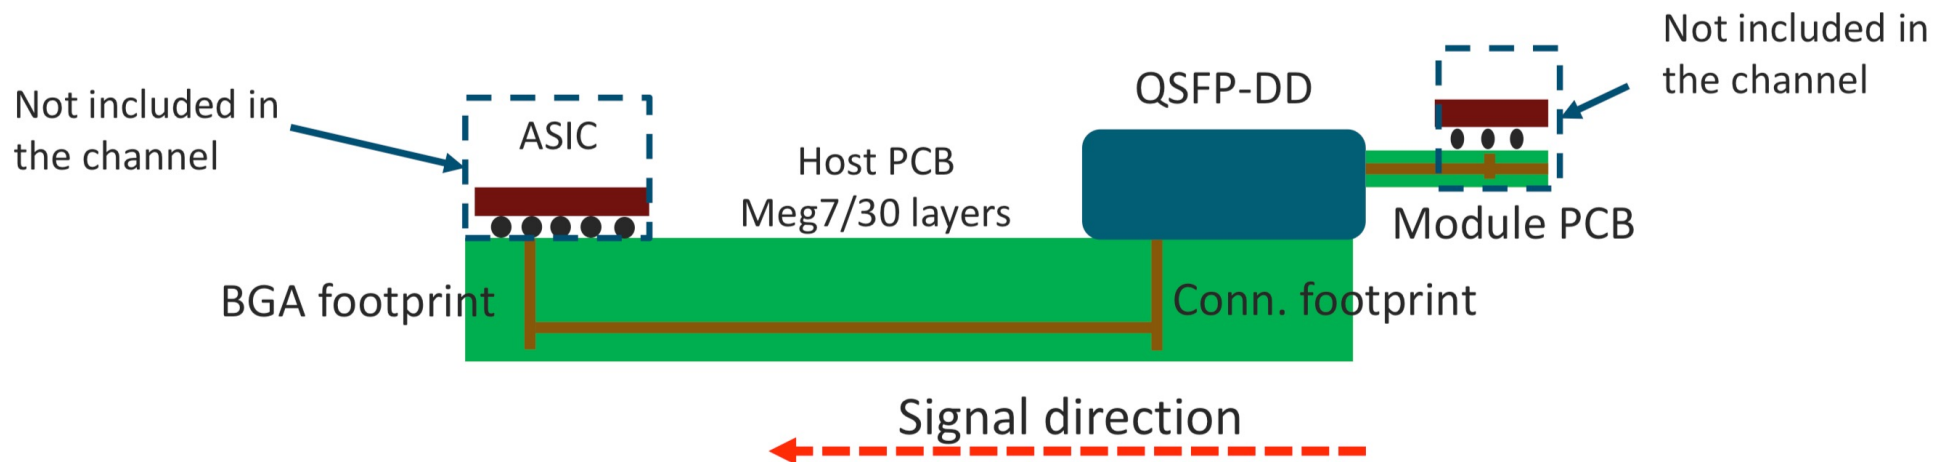 Not included in
the channel
ASIC
Host PCB
Meg7/30 layers
QSFP-DD
Not included in
the channel
Module PCB
BGA footprint
Conn. footprint
Signal direction